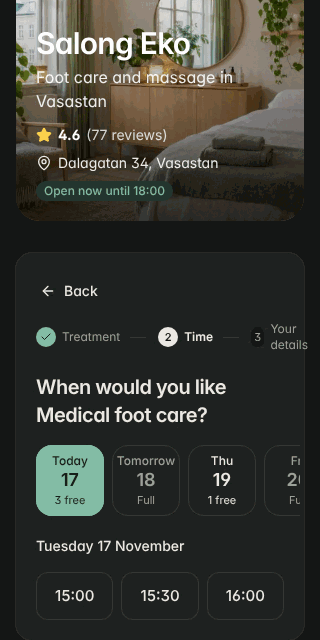 Salong Eko
Foot care and massage in
Vasastan
4.6 (77 reviews)
Dalagatan 34, Vasastan
Open now until 18:00
Back
Treatment
2 Time
3 Your
details
When would you like
Medical foot care?
Today
17
3 free
Tomorrow
18
Full
Thu
19
1 free
Tuesday 17 November
15:00
15:30
16:00